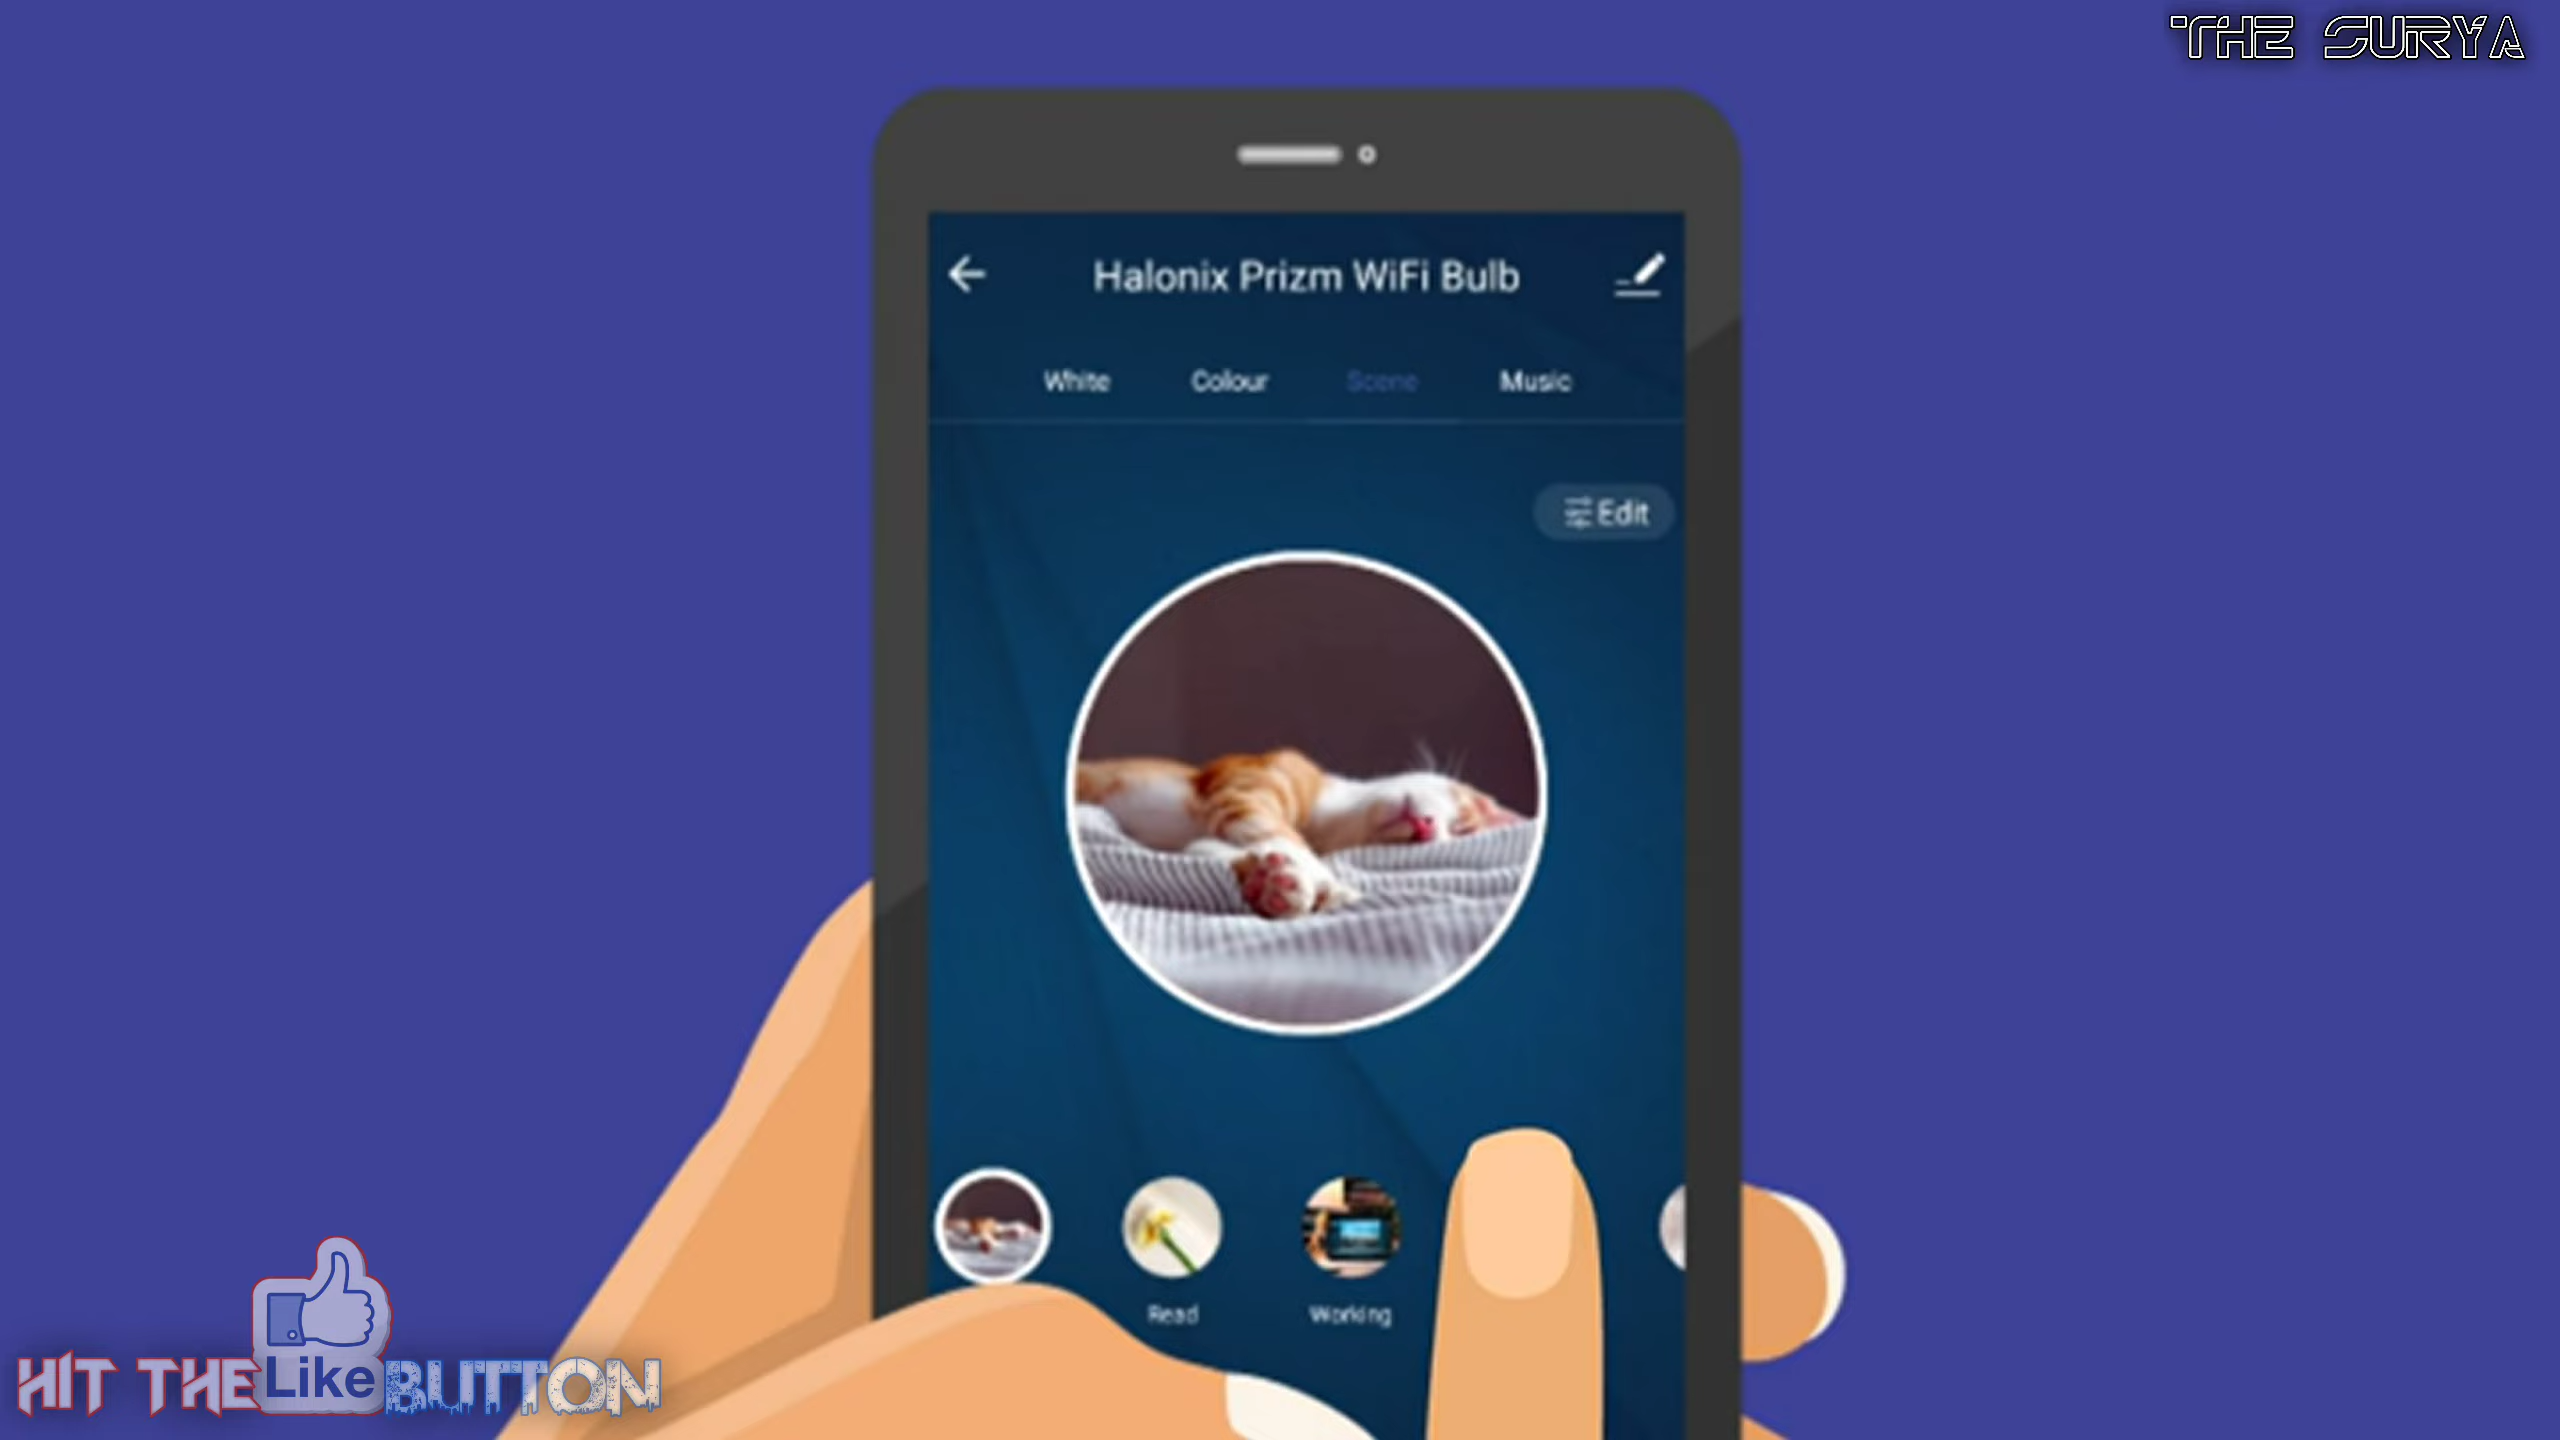 THE SURYA
Halonix Prizm WiFi Bulb
White Colour Scene Music
Edit
Read Working
HIT THE Like BUTTON